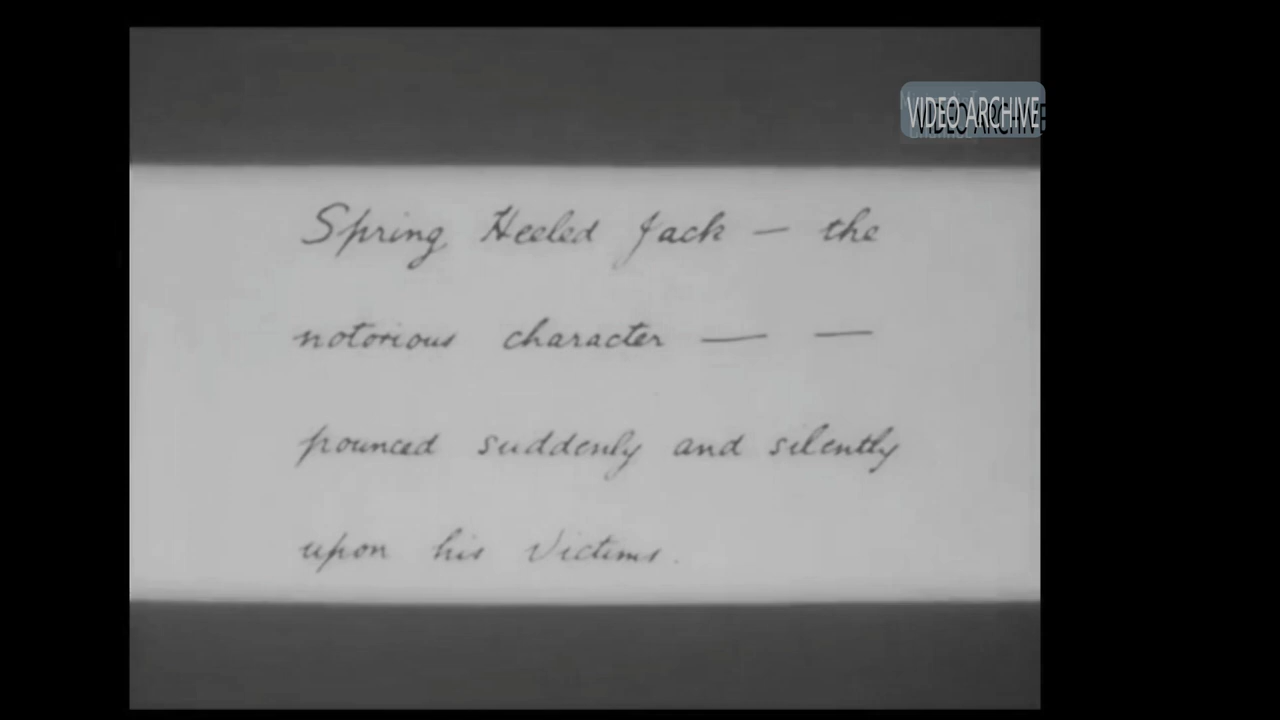 VIDEO ARCHIVE
Spring Heeled Jack — the
notorious character — —
pounced suddenly and silently
upon his Victims.